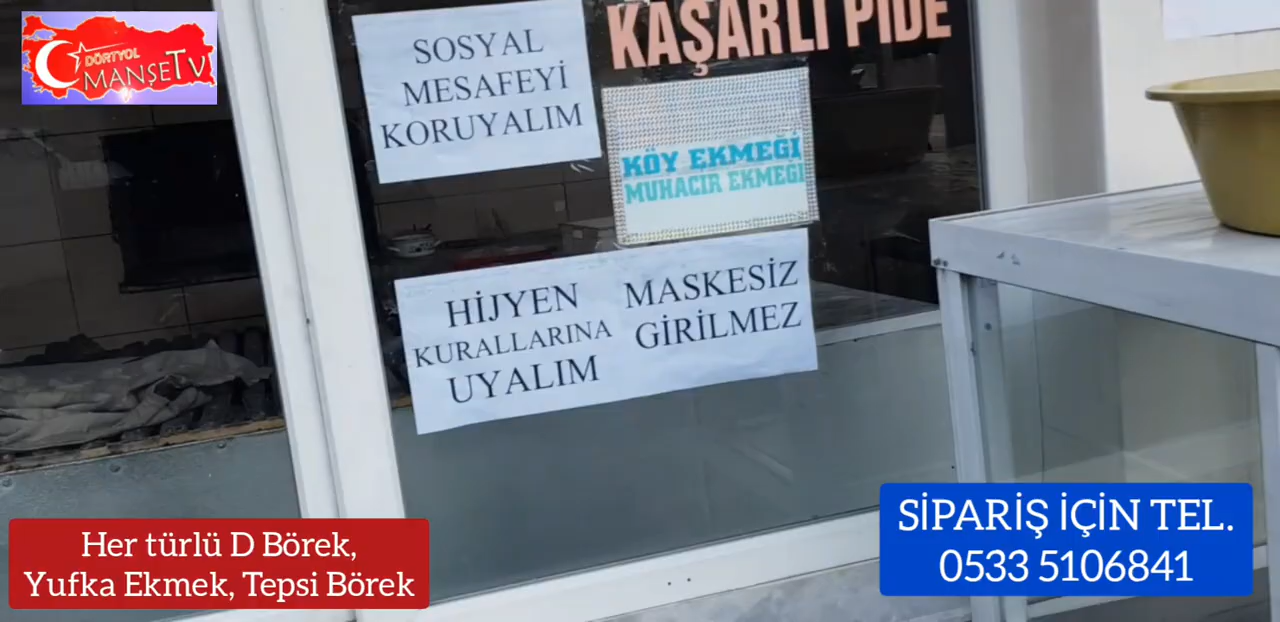 DÖRTYOL
MANŞETV
SOSYAL
MESAFEYİ
KORUYALIM
KAŞARLI PİDE
KÖY EKMEĞİ
MUHACIR EKMEĞİ
HİJYEN
KURALLARINA
UYALIM
MASKESİZ
GİRİLMEZ
Her türlü D Börek,
Yufka Ekmek, Tepsi Börek
SİPARİŞ İÇİN TEL.
0533 5106841